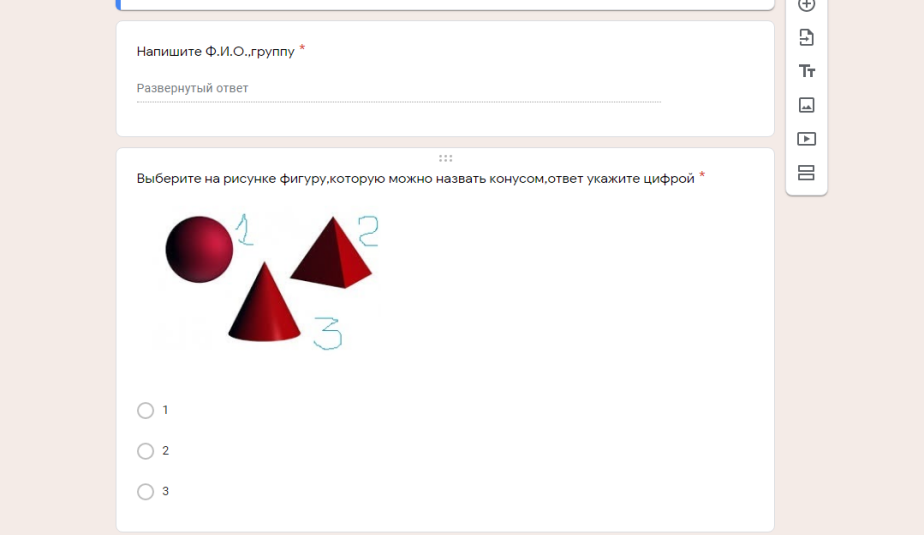 Напишите Ф.И.О.,группу *
Развернутый ответ
Выберите на рисунке фигуру,которую можно назвать конусом,ответ укажите цифрой *
1
2
3
1
2
3